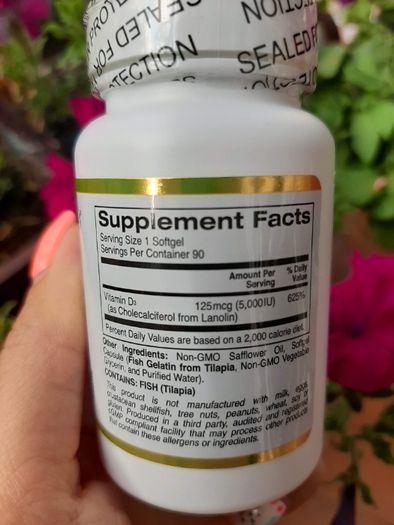 SEALED FO
NOTIC
PROTECTION
SEALED F
Supplement Facts
Serving Size 1 Softgel
Servings Per Container 90
Amount Per
Serving
% Daily
Value
Vitamin D3
125mcg (5,000IU)
625%
(as Cholecalciferol from Lanolin)
Percent Daily Values are based on a 2,000 calorie diet.
Other Ingredients: Non-GMO Safflower Oil, Softgel
Capsule (Fish Gelatin from Tilapia, Non-GMO Vegetable
Glycerin, and Purified Water).
CONTAINS: FISH (Tilapia)
This product is not manufactured with milk, eggs,
crustacean shellfish, tree nuts, peanuts, wheat, soy or
gluten. Produced in a third party, audited and registered,
cGMP compliant facility that may process other products
that contain these allergens or ingredients.